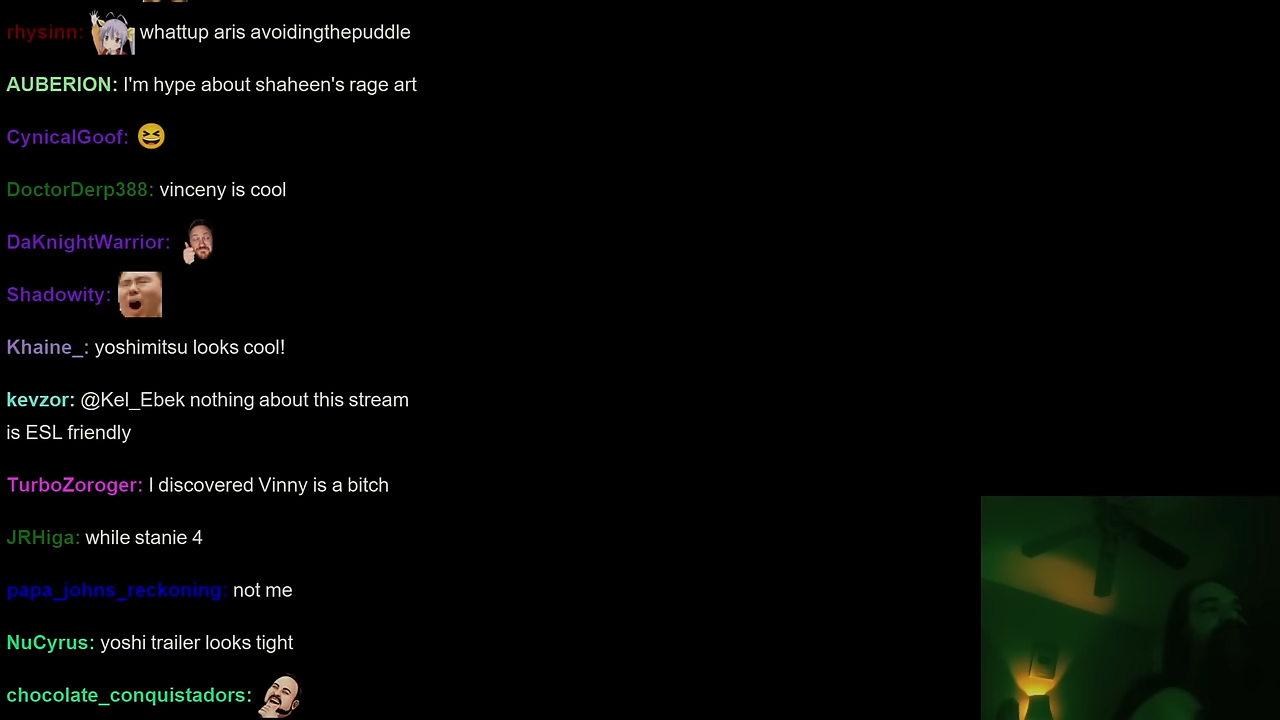 rhysinn: whattup aris avoidingthepuddle
AUBERION: I'm hype about shaheen's rage art
CynicalGoof:
DoctorDerp388: vinceny is cool
DaKnightWarrior:
Shadowity:
Khaine_: yoshimitsu looks cool!
kevzor: @Kel_Ebek nothing about this stream
is ESL friendly
TurboZoroger: I discovered Vinny is a bitch
JRHiga: while stanie 4
papa_johns_reckoning: not me
NuCyrus: yoshi trailer looks tight
chocolate_conquistadors: